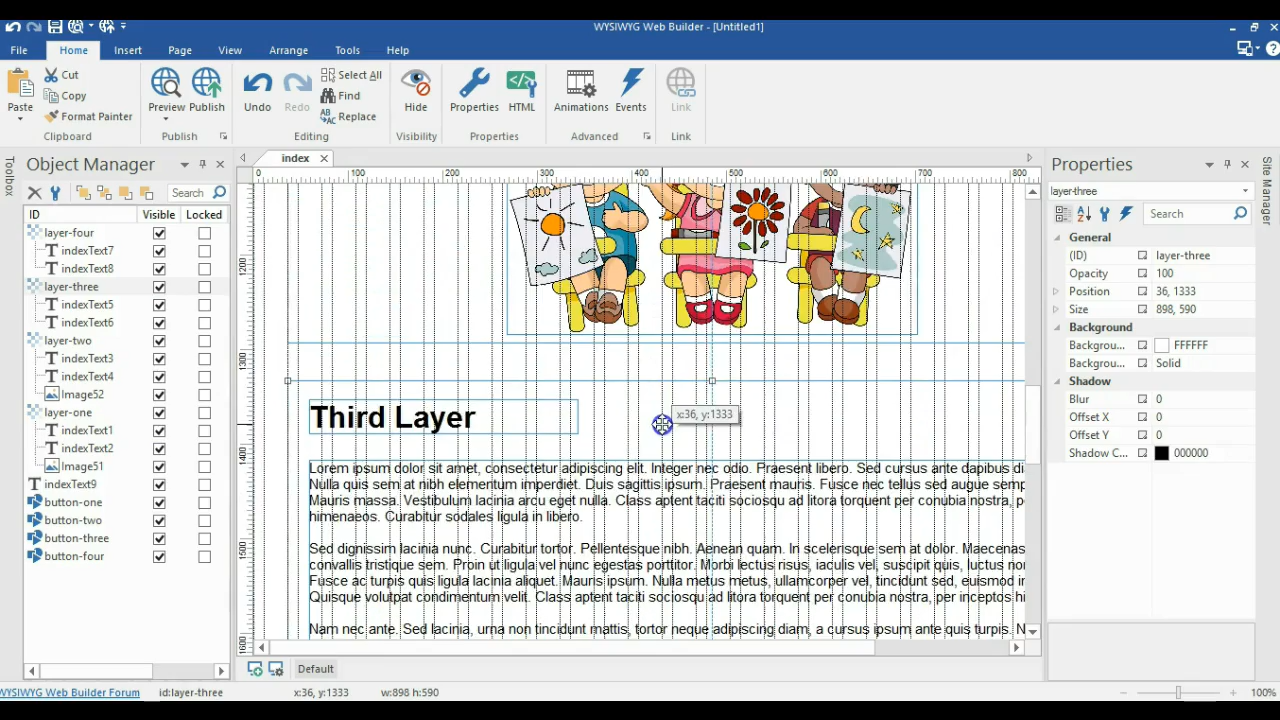 WYSIWYG Web Builder - [Untitled1]
File Home Insert Page View Arrange Tools Help
Paste
Cut
Copy
Format Painter
Clipboard
Preview Publish
Publish
Undo Redo
Select All
Find
Replace
Editing
Hide
Visibility
Properties HTML
Properties
Animations Events
Advanced
Link
Link
Toolbox
Object Manager
Search
ID Visible Locked
layer-four
indexText7
indexText8
layer-three
indexText5
indexText6
layer-two
indexText3
indexText4
Image52
layer-one
indexText1
indexText2
Image51
indexText9
button-one
button-two
button-three
button-four
index
0 100 200 300 400 500 600 700 800
1200
1300
1400
1500
1600
Third Layer
x:36, y:1333
Lorem ipsum dolor sit amet, consectetur adipiscing elit. Integer nec odio. Praesent libero. Sed cursus ante dapibus di
Nulla quis sem at nibh elementum imperdiet. Duis sagittis ipsum. Praesent mauris. Fusce nec tellus sed augue semp
Mauris massa. Vestibulum lacinia arcu eget nulla. Class aptent taciti sociosqu ad litora torquent per conubia nostra, p
himenaeos. Curabitur sodales ligula in libero.
Sed dignissim lacinia nunc. Curabitur tortor. Pellentesque nibh. Aenean quam. In scelerisque sem at dolor. Maecenas
convallis tristique sem. Proin ut ligula vel nunc egestas porttitor. Morbi lectus risus, iaculis vel, suscipit quis, luctus no
Fusce ac turpis quis ligula lacinia aliquet. Mauris ipsum. Nulla metus metus, ullamcorper vel, tincidunt sed, euismod i
Quisque volutpat condimentum velit. Class aptent taciti sociosqu ad litora torquent per conubia nostra, per inceptos hi
Nam nec ante. Sed lacinia, urna non tincidunt mattis, tortor neque adipiscing diam, a cursus ipsum ante quis turpis. N
Default
Properties
layer-three
Search
General
(ID) layer-three
Opacity 100
Position 36, 1333
Size 898, 590
Background
Backgrou... FFFFFF
Backgrou... Solid
Shadow
Blur 0
Offset X 0
Offset Y 0
Shadow C... 000000
Site Manager
WYSIWYG Web Builder Forum id:layer-three x:36, y:1333 w:898 h:590 100%